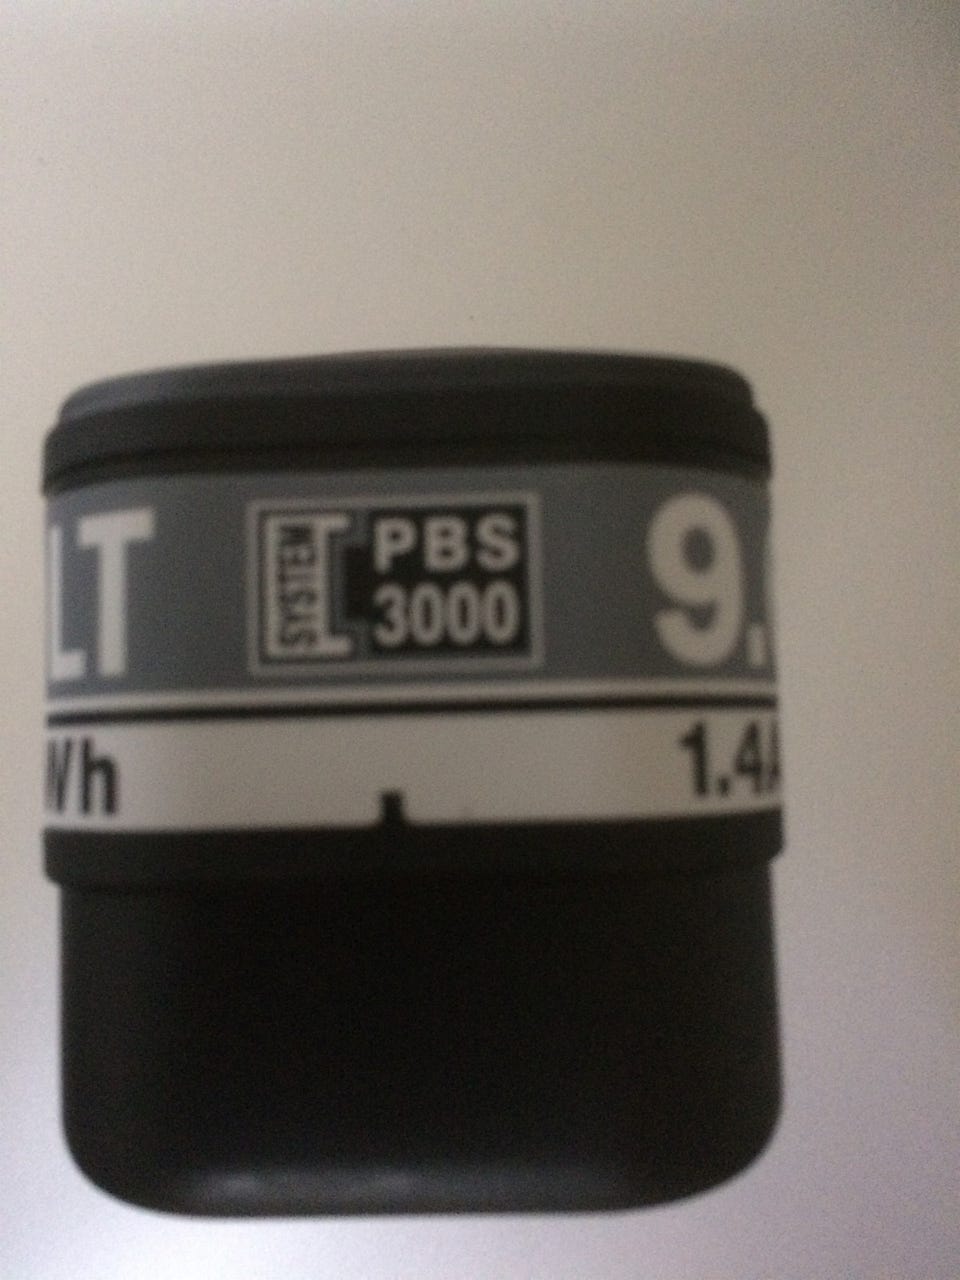 LT SYSTEM PBS 9.
3000
Wh 1.4A